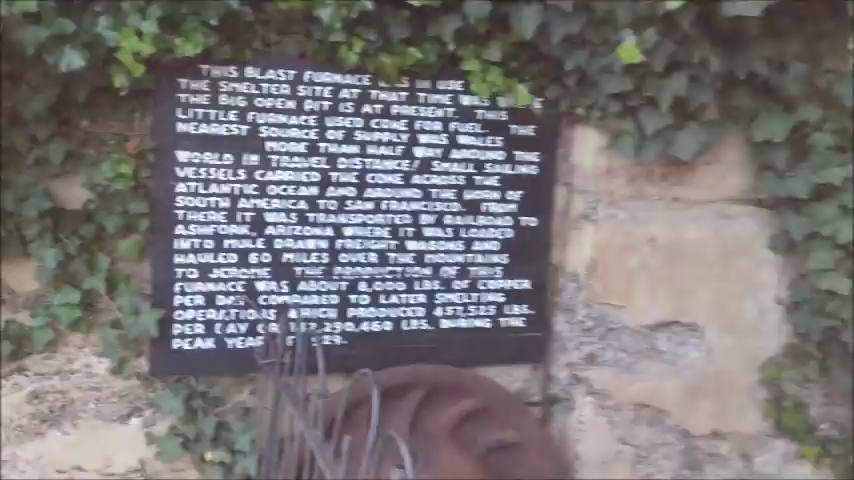 THIS BLAST FURNACE WAS IN USE
THE SMELTER SITE AT THAT TIME WAS WHERE
THE BIG OPEN PIT IS AT PRESENT. THIS
LITTLE FURNACE USED COKE FOR FUEL. THE
NEAREST SOURCE OF SUPPLY WAS WALES
MORE THAN HALF WAY AROUND THE
WORLD IN TRAVEL DISTANCE! SMALL SAILING
VESSELS CARRIED THE COKE ACROSS THE
ATLANTIC OCEAN AND AROUND THE HORN OF
SOUTH AMERICA TO SAN FRANCISCO. FROM
THERE IT WAS TRANSPORTED BY RAILROAD TO
ASHFORK, ARIZONA WHERE IT WAS LOADED
INTO MULE DRAWN FREIGHT WAGONS AND
HAULED 60 MILES OVER THE MOUNTAINS
TO JEROME. THE PRODUCTION OF THIS
FURNACE WAS ABOUT 8,000 LBS. OF COPPER
PER DAY COMPARED TO LATER SMELTING
OPERATIONS WHICH PRODUCED 457,525 LBS.
PER DAY OR LBS. DURING THE
PEAK YEAR